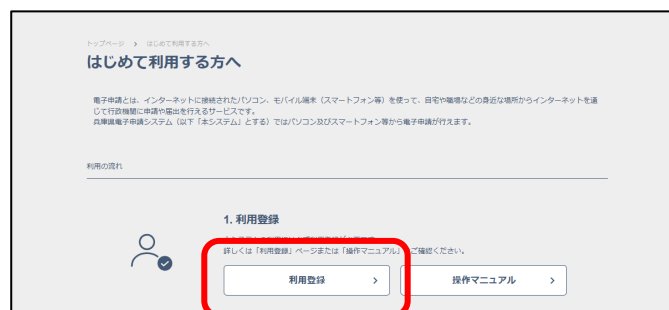 トップページ > はじめて利用する方へ
はじめて利用する方へ
電子申請とは、インターネットに接続されたパソコン、モバイル端末（スマートフォン等）を使って、自宅や職場などの身近な場所からインターネットを通
じて行政機関に申請や届出を行えるサービスです。
兵庫県電子申請システム（以下「本システム」とする）ではパソコン及びスマートフォン等から電子申請が行えます。
利用の流れ
1. 利用登録
詳しくは「利用登録」ページまたは「操作マニュアル」をご確認ください。
利用登録 >
操作マニュアル >